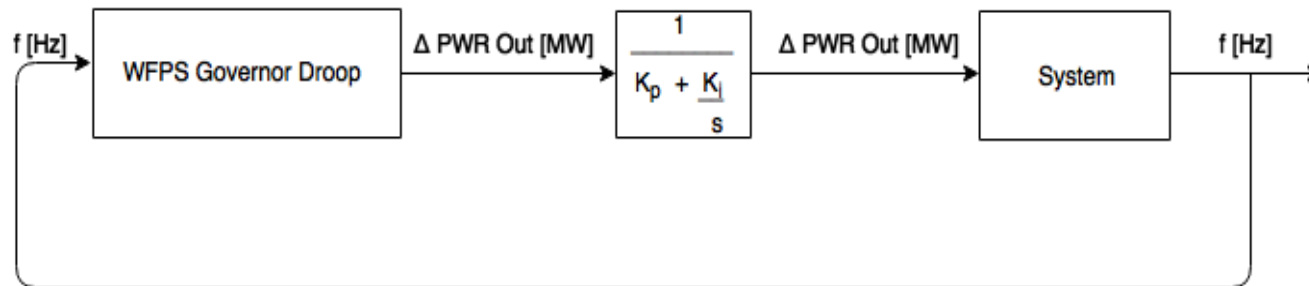 f [Hz]
WFPS Governor Droop
Δ PWR Out [MW]
1
Kp + Ki
s
Δ PWR Out [MW]
System
f [Hz]